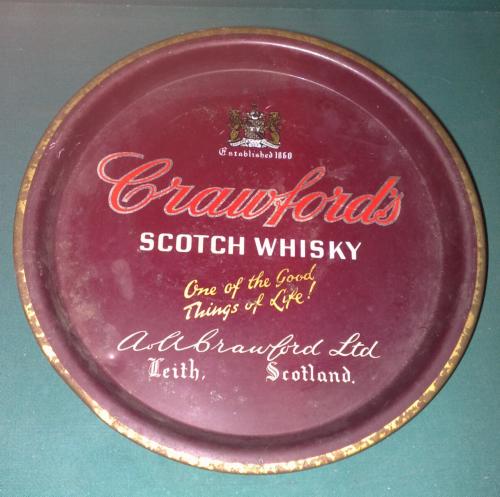 Established 1860
Crawford's
SCOTCH WHISKY
One of the Good
Things of Life!
A & A Crawford Ltd
Leith, Scotland.